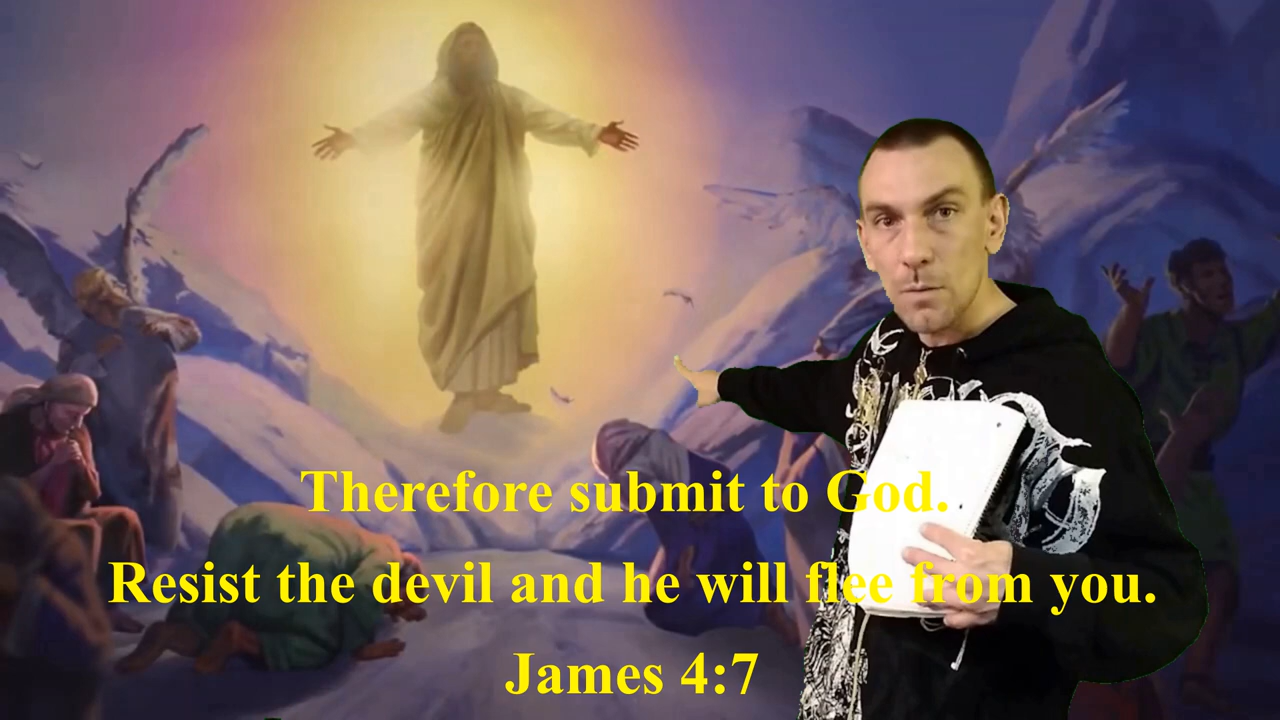 Therefore submit to God.
Resist the devil and he will flee from you.
James 4:7